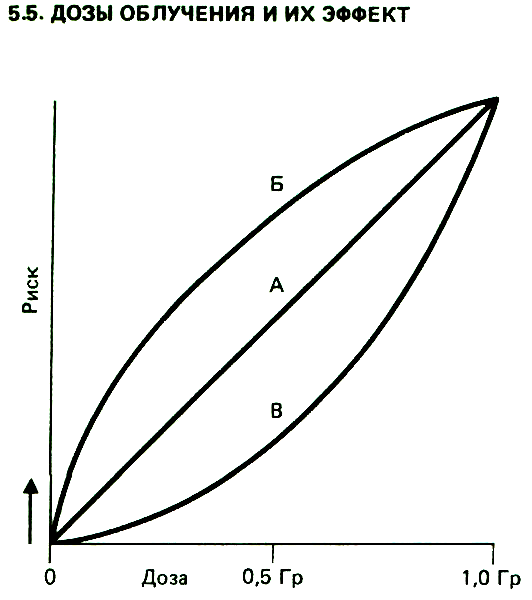 5.5. ДОЗЫ ОБЛУЧЕНИЯ И ИХ ЭФФЕКТ
Б
А
В
Риск
0 Доза 0,5 Гр 1,0 Гр